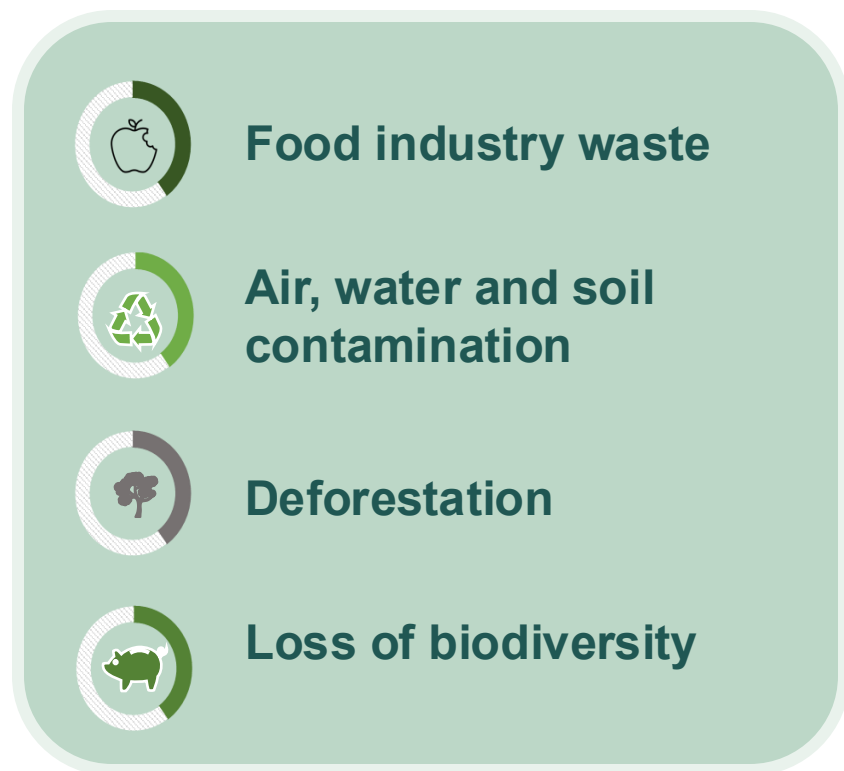 Food industry waste
Air, water and soil
contamination
Deforestation
Loss of biodiversity